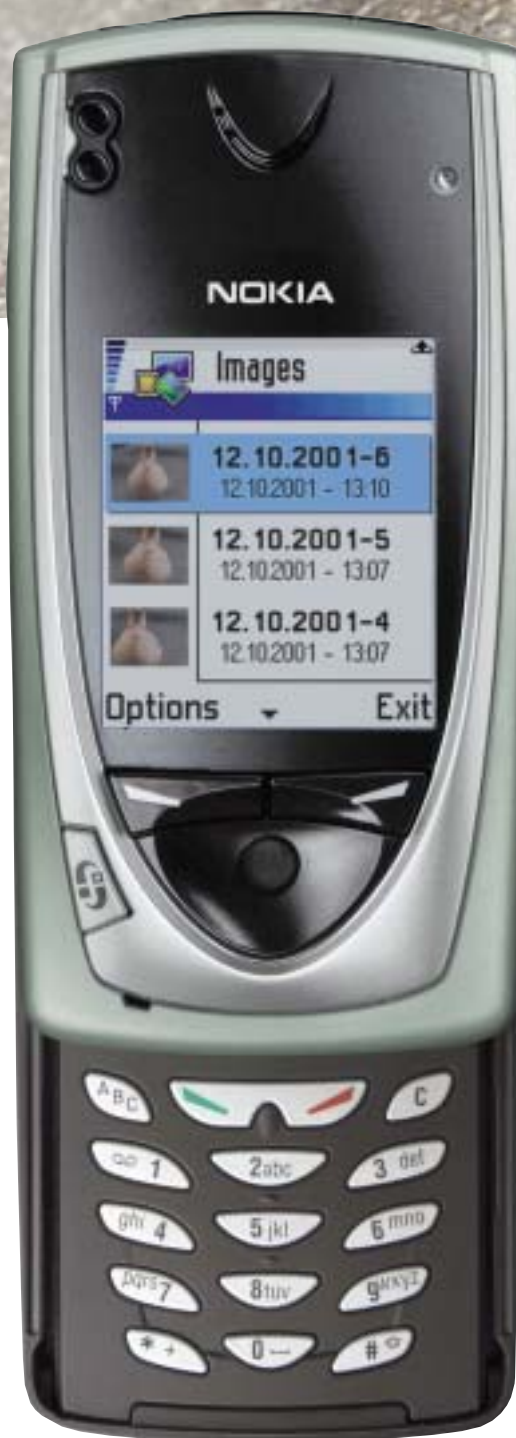 NOKIA
Images
12.10.2001-6
12.10.2001 - 13:10
12.10.2001-5
12.10.2001 - 13:07
12.10.2001-4
12.10.2001 - 13:07
Options Exit
ABC C
1 2abc 3 def
ghi 4 5 jkl 6 mno
pqrs 7 8 tuv 9 wxyz
* + 0 #